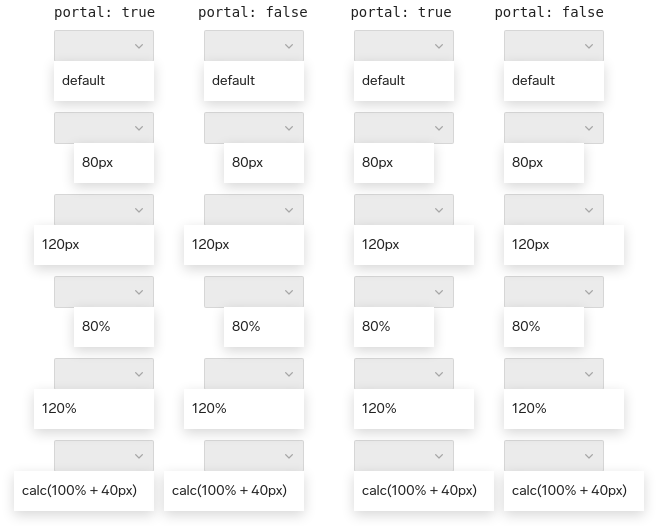 portal: true portal: false portal: true portal: false
default default default default
80px 80px 80px 80px
120px 120px 120px 120px
80% 80% 80% 80%
120% 120% 120% 120%
calc(100% + 40px) calc(100% + 40px) calc(100% + 40px) calc(100% + 40px)